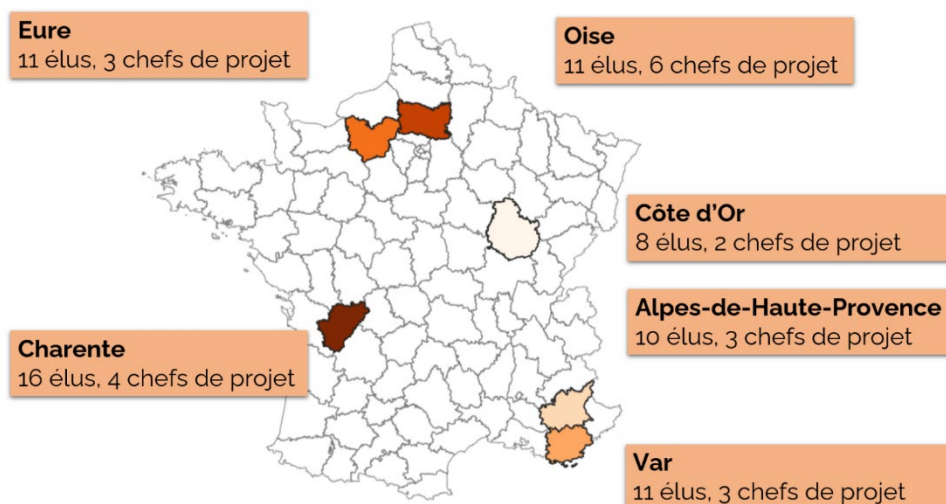 Eure
11 élus, 3 chefs de projet
Oise
11 élus, 6 chefs de projet
Côte d'Or
8 élus, 2 chefs de projet
Alpes-de-Haute-Provence
10 élus, 3 chefs de projet
Charente
16 élus, 4 chefs de projet
Var
11 élus, 3 chefs de projet